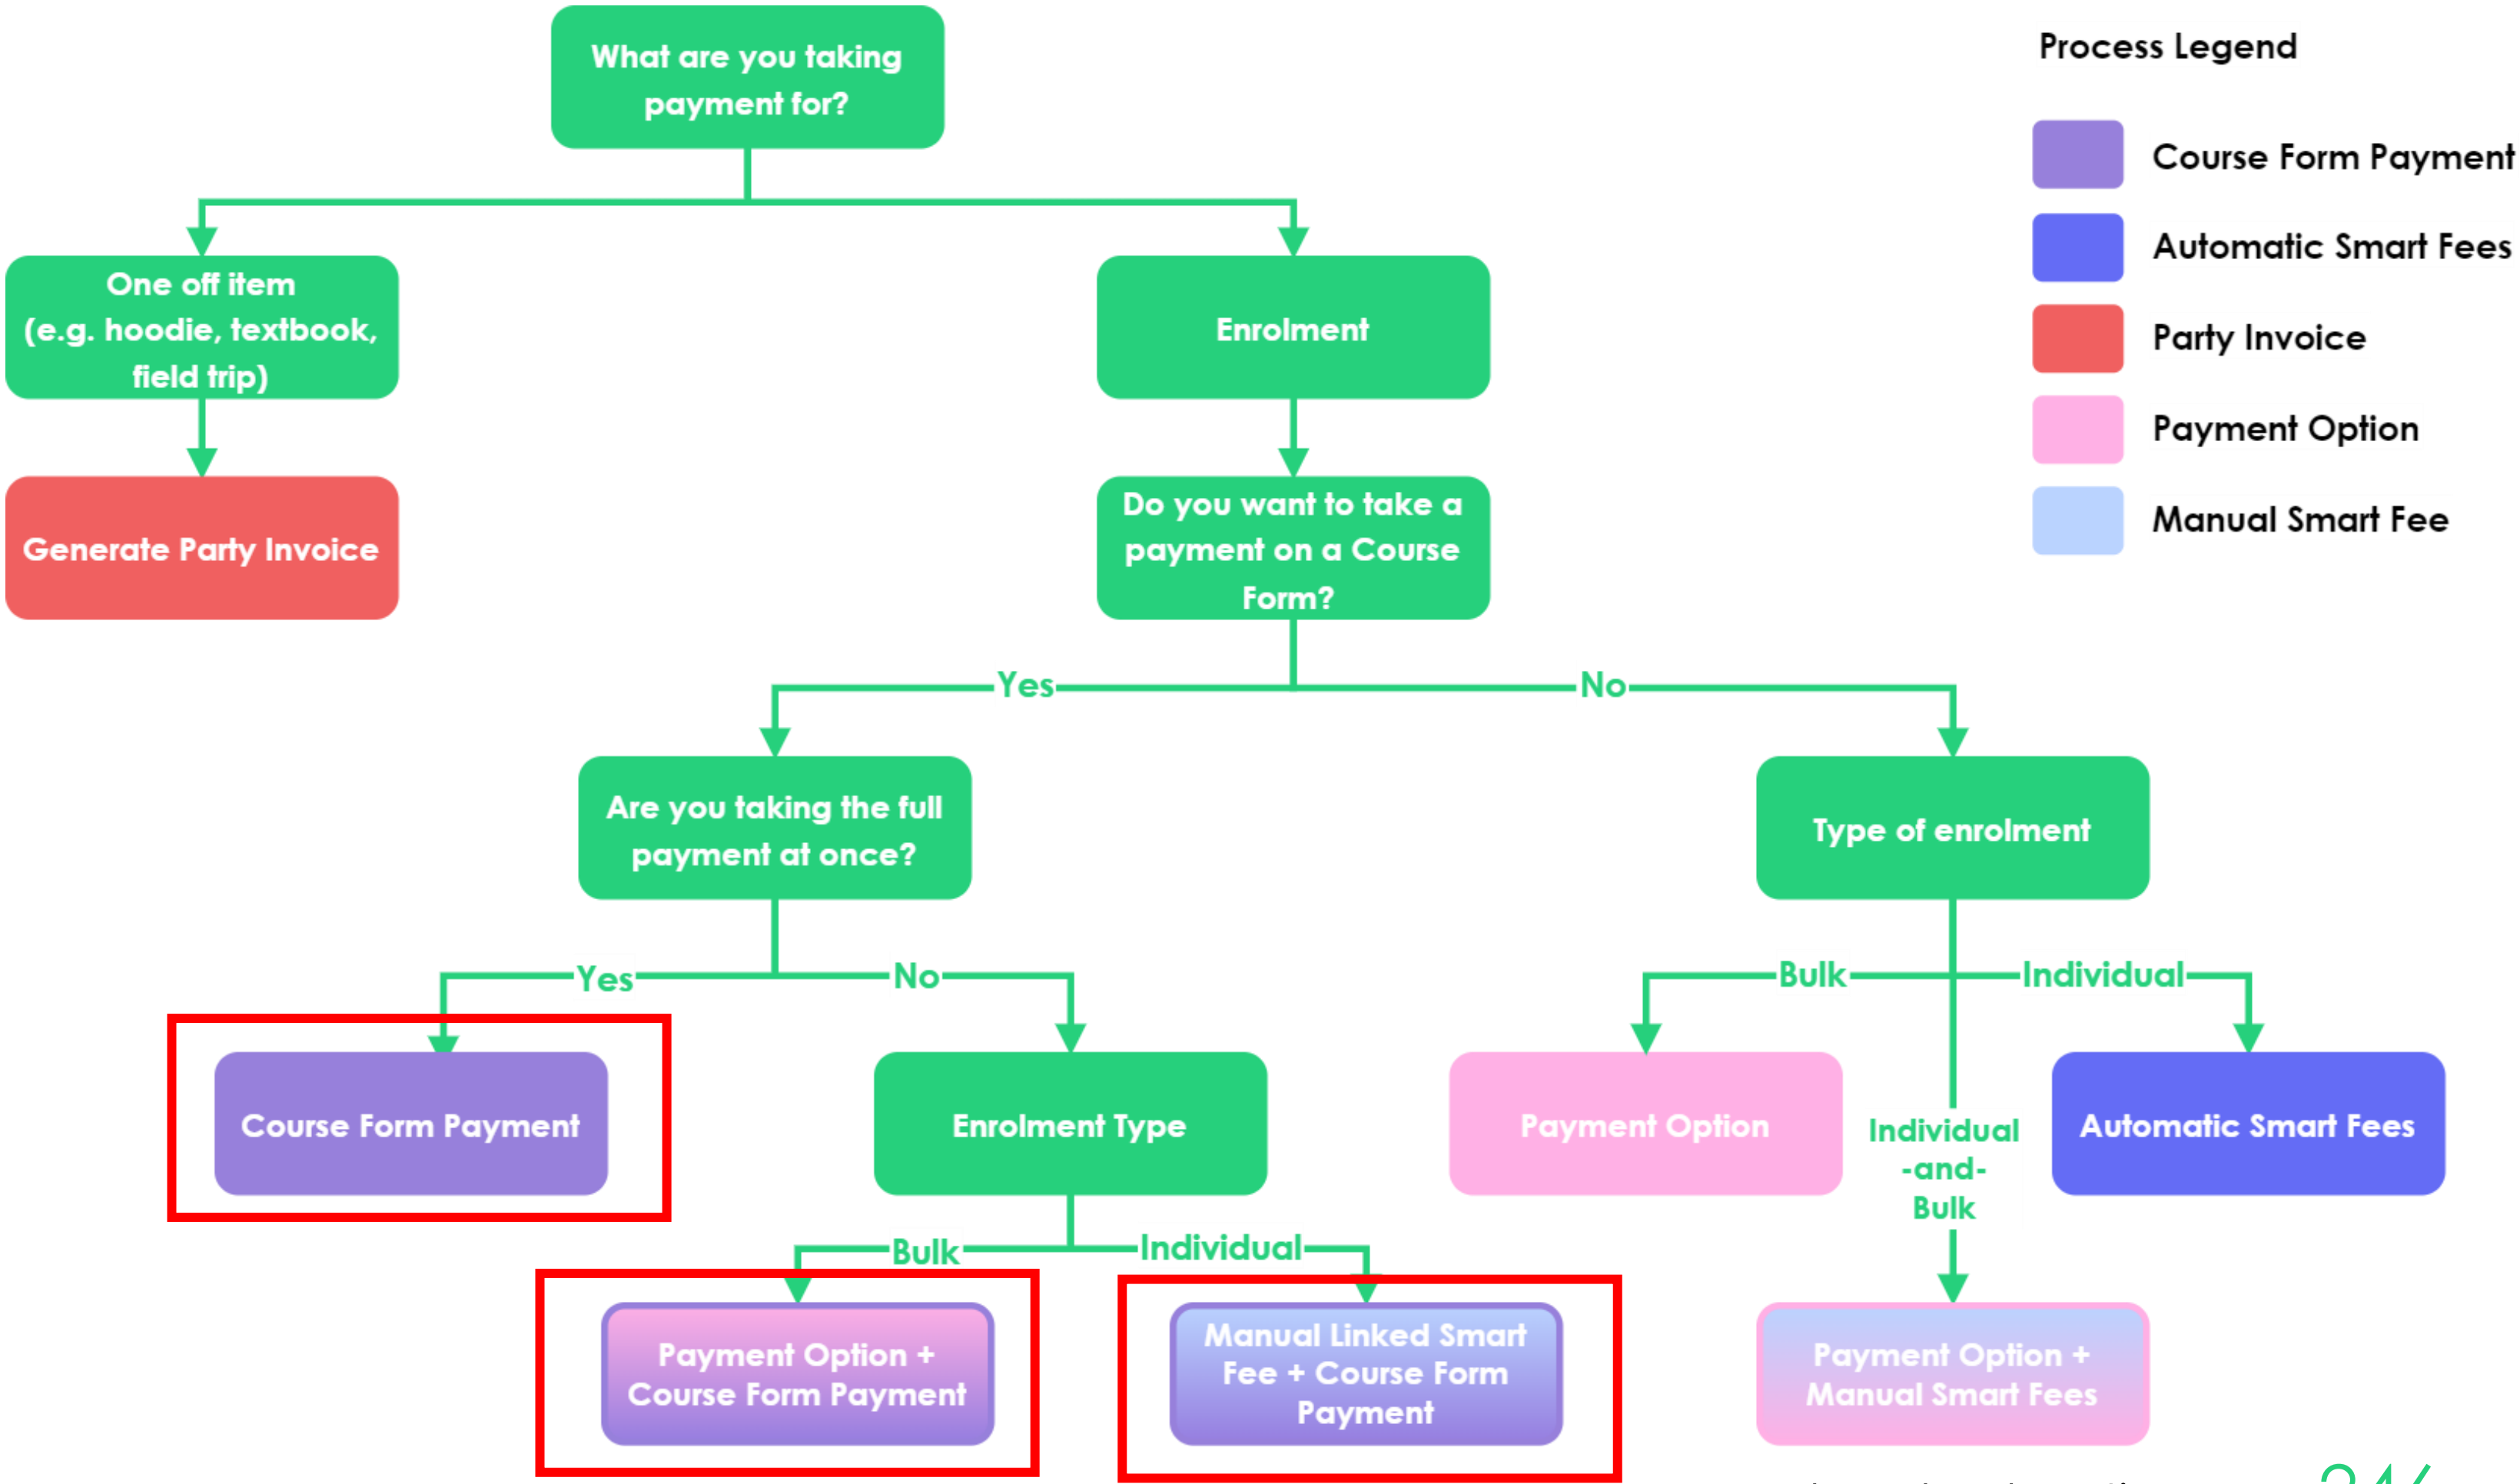 What are you taking
payment for?
Process Legend
Course Form Payment
Automatic Smart Fees
Party Invoice
Payment Option
Manual Smart Fee
One off item
(e.g. hoodie, textbook,
field trip)
Enrolment
Generate Party Invoice
Do you want to take a
payment on a Course
Form?
Yes
No
Are you taking the full
payment at once?
Type of enrolment
Yes
No
Bulk
Individual
Course Form Payment
Enrolment Type
Payment Option
Individual
-and-
Bulk
Automatic Smart Fees
Bulk
Individual
Payment Option +
Course Form Payment
Manual Linked Smart
Fee + Course Form
Payment
Payment Option +
Manual Smart Fees